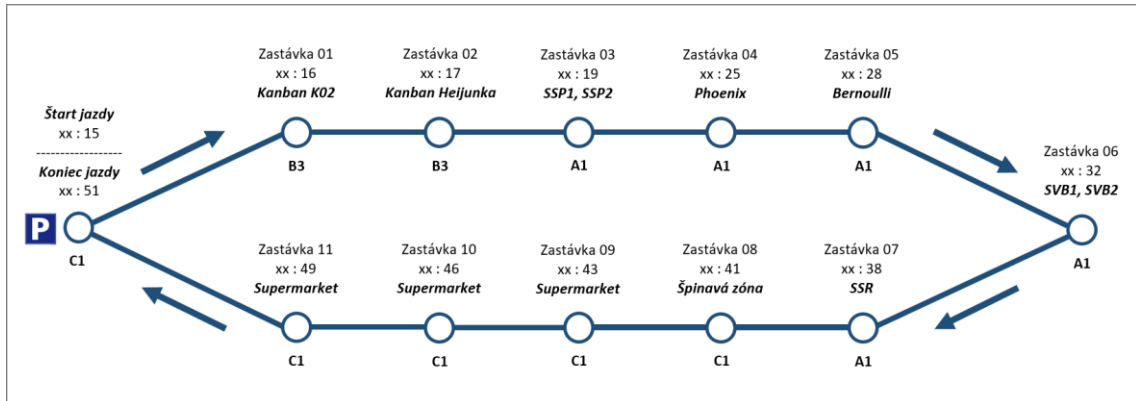 Zastávka 01
xx : 16
Kanban K02
Zastávka 02
xx : 17
Kanban Heijunka
Zastávka 03
xx : 19
SSP1, SSP2
Zastávka 04
xx : 25
Phoenix
Zastávka 05
xx : 28
Bernoulli
Štart jazdy
xx : 15
--------------------
Koniec jazdy
xx : 51
B3
B3
A1
A1
A1
Zastávka 06
xx : 32
SVB1, SVB2
P
C1
A1
Zastávka 11
xx : 49
Supermarket
Zastávka 10
xx : 46
Supermarket
Zastávka 09
xx : 43
Supermarket
Zastávka 08
xx : 41
Špinavá zóna
Zastávka 07
xx : 38
SSR
C1
C1
C1
C1
A1